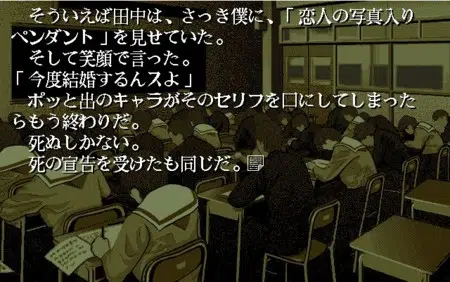 そういえば田中は、さっき僕に、「恋人の写真入り
ペンダント」を見せていた。
そして笑顔で言った。
「今度結婚するんスよ」
ポッと出のキャラがそのセリフを口にしてしまった
らもう終わりだ。
死ぬしかない。
死の宣告を受けたも同じだ。